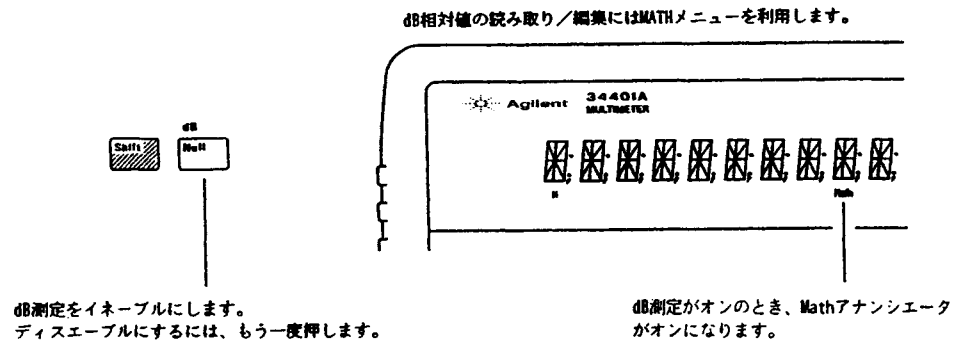 dB相対値の読み取り／編集にはMATHメニューを利用します。
Agilent 34401A
MULTIMETER
dB
Shift Null
Math
dB測定をイネーブルにします。
ディスエーブルにするには、もう一度押します。
dB測定がオンのとき、Mathアナンシエータ
がオンになります。